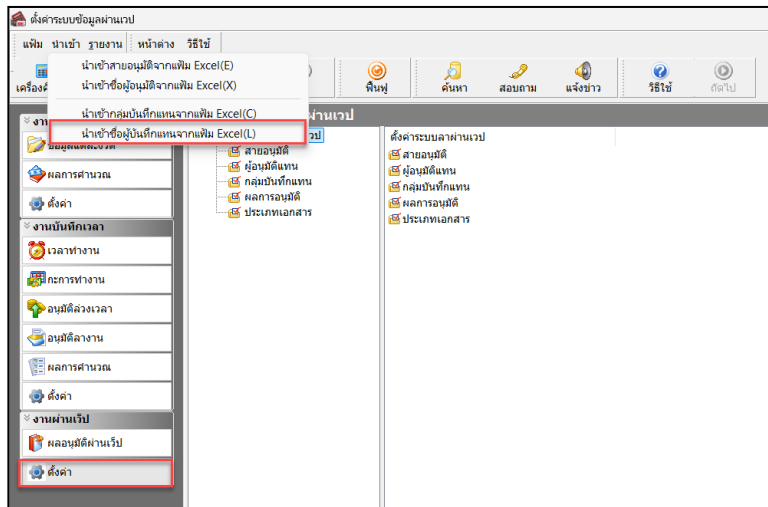 ตั้งค่าระบบข้อมูลผ่านเวป
แฟ้ม นำเข้า รายงาน หน้าต่าง วิธีใช้
นำเข้าสายอนุมัติจากแฟ้ม Excel(E)
นำเข้าชื่อผู้อนุมัติจากแฟ้ม Excel(X)
นำเข้ากลุ่มบันทึกแทนจากแฟ้ม Excel(C)
นำเข้าชื่อผู้บันทึกแทนจากแฟ้ม Excel(L)
ฟื้นฟู ค้นหา สอบถาม แจ้งข่าว วิธีใช้ ถัดไป
ผลการคำนวณ
ตั้งค่า
งานบันทึกเวลา
เวลาทำงาน
กะการทำงาน
อนุมัติล่วงเวลา
อนุมัติลางาน
ผลการคำนวณ
ตั้งค่า
งานผ่านเว็ป
ผลอนุมัติผ่านเว็ป
ตั้งค่า
สายอนุมัติ
ผู้อนุมัติแทน
กลุ่มบันทึกแทน
ผลการอนุมัติ
ประเภทเอกสาร
ตั้งค่าระบบลาผ่านเวป
สายอนุมัติ
ผู้อนุมัติแทน
กลุ่มบันทึกแทน
ผลการอนุมัติ
ประเภทเอกสาร